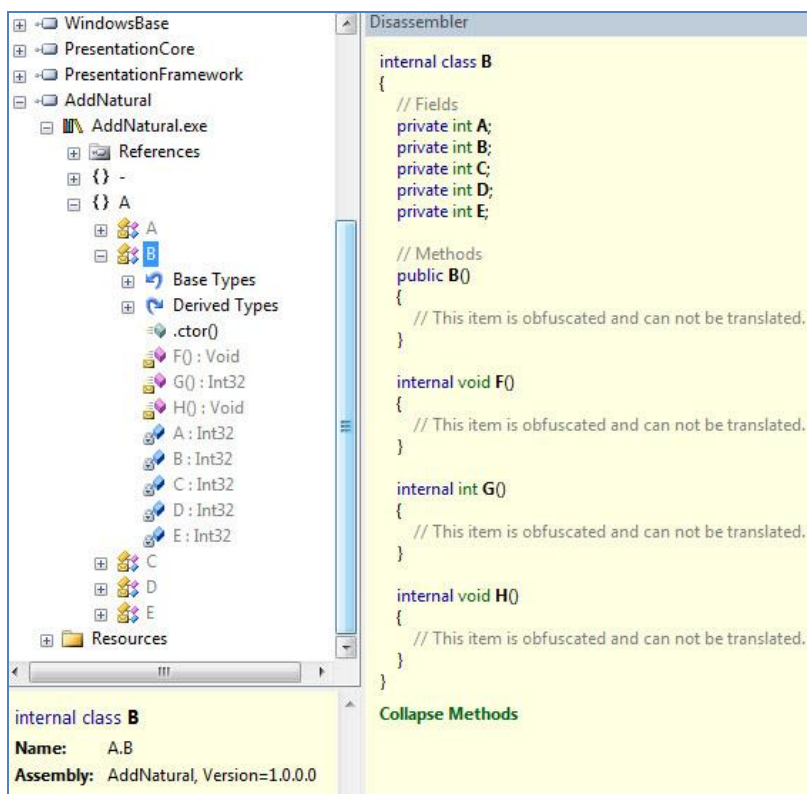 WindowsBase
PresentationCore
PresentationFramework
AddNatural
AddNatural.exe
References
{} -
{} A
A
B
Base Types
Derived Types
.ctor()
F() : Void
G() : Int32
H() : Void
A : Int32
B : Int32
C : Int32
D : Int32
E : Int32
C
D
E
Resources
internal class B
Name: A.B
Assembly: AddNatural, Version=1.0.0.0
Disassembler
internal class B
{
// Fields
private int A;
private int B;
private int C;
private int D;
private int E;
// Methods
public B()
{
// This item is obfuscated and can not be translated.
}
internal void F()
{
// This item is obfuscated and can not be translated.
}
internal int G()
{
// This item is obfuscated and can not be translated.
}
internal void H()
{
// This item is obfuscated and can not be translated.
}
}
Collapse Methods